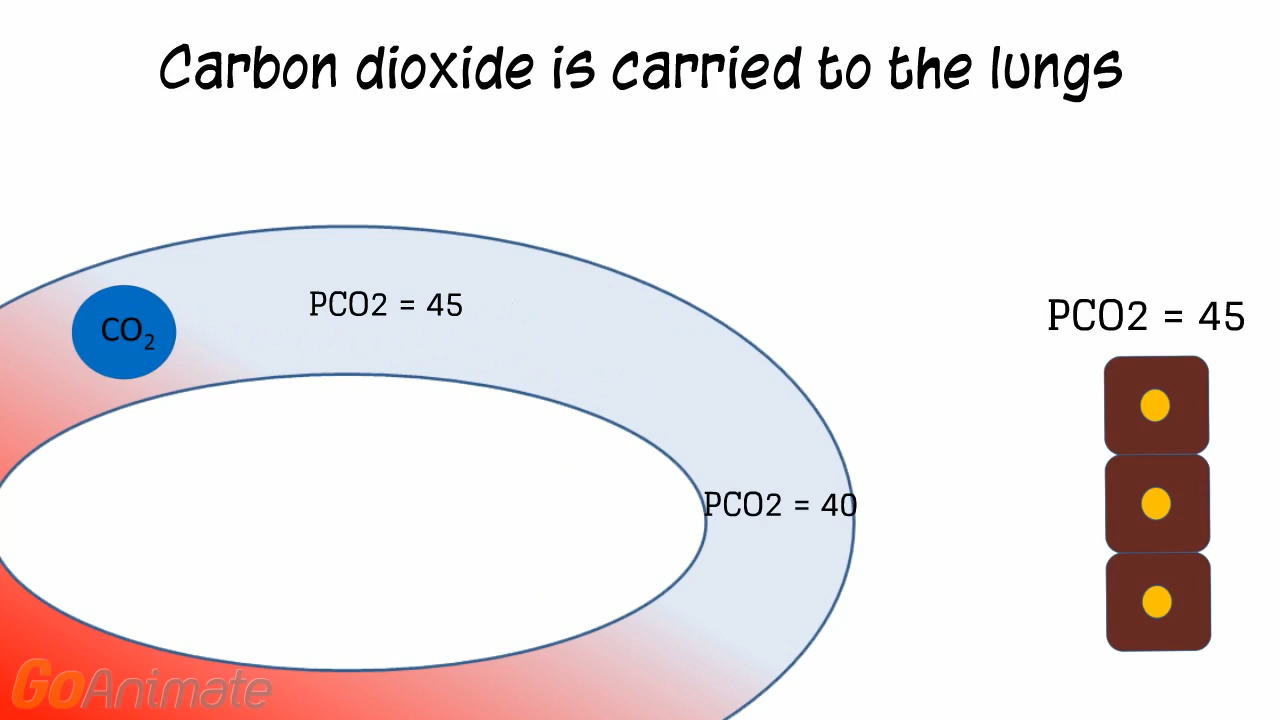 Carbon dioxide is carried to the lungs
PCO2 = 45
PCO2 = 45
CO₂
PCO2 = 40
GoAnimate